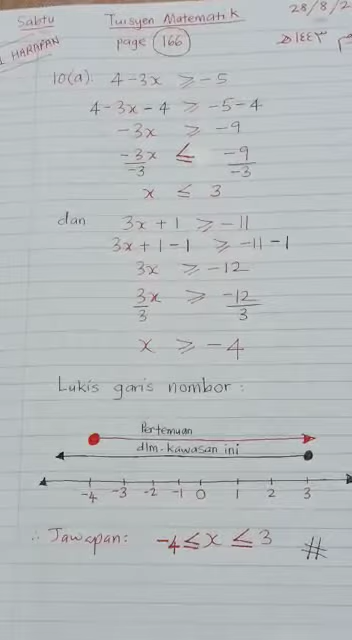 Sabtu Tuisyen Matematik 28/8/2
HARAPAN page 166 ١٤٤٣ ه
10(a): 4-3x ≥ -5
4-3x-4 ≥ -5-4
-3x ≥ -9
-3x/-3 ≤ -9/-3
x ≤ 3
dan 3x+1 ≥ -11
3x+1-1 ≥ -11-1
3x ≥ -12
3x/3 ≥ -12/3
x ≥ -4
Lukis garis nombor :
Pertemuan
dlm-kawasan ini
-4 -3 -2 -1 0 1 2 3
∴ Jawapan: -4 ≤ x ≤ 3 #